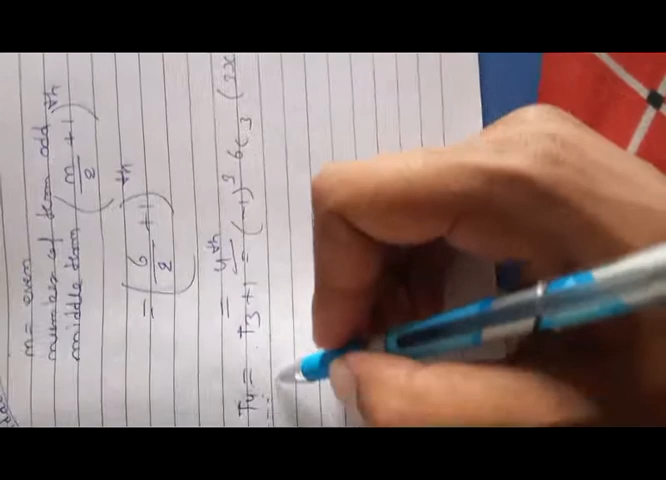 n = even
number of term odd
middle term (n/2 + 1)th
= (6/2 + 1)th
= 4th
T4 = T3+1 = (-1)^3 6C3 (2x